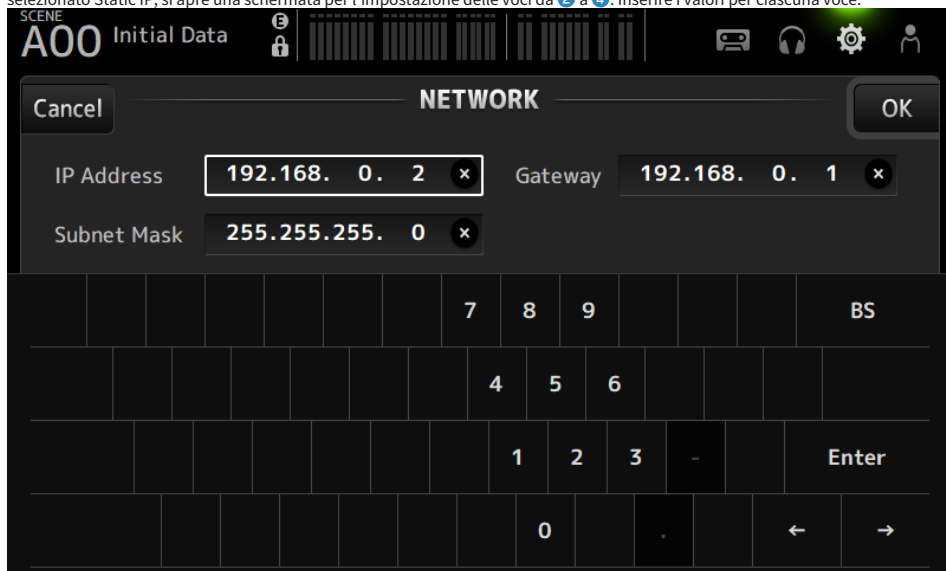 selezionato Static IP, si apre una schermata per l'impostazione delle voci da 2 a 4. Inserire i valori per ciascuna voce.
SCENE
A00 Initial Data E
NETWORK
Cancel OK
IP Address 192.168. 0. 2 × Gateway 192.168. 0. 1 ×
Subnet Mask 255.255.255. 0 ×
7 8 9 BS
4 5 6
1 2 3 - Enter
0 . ← →